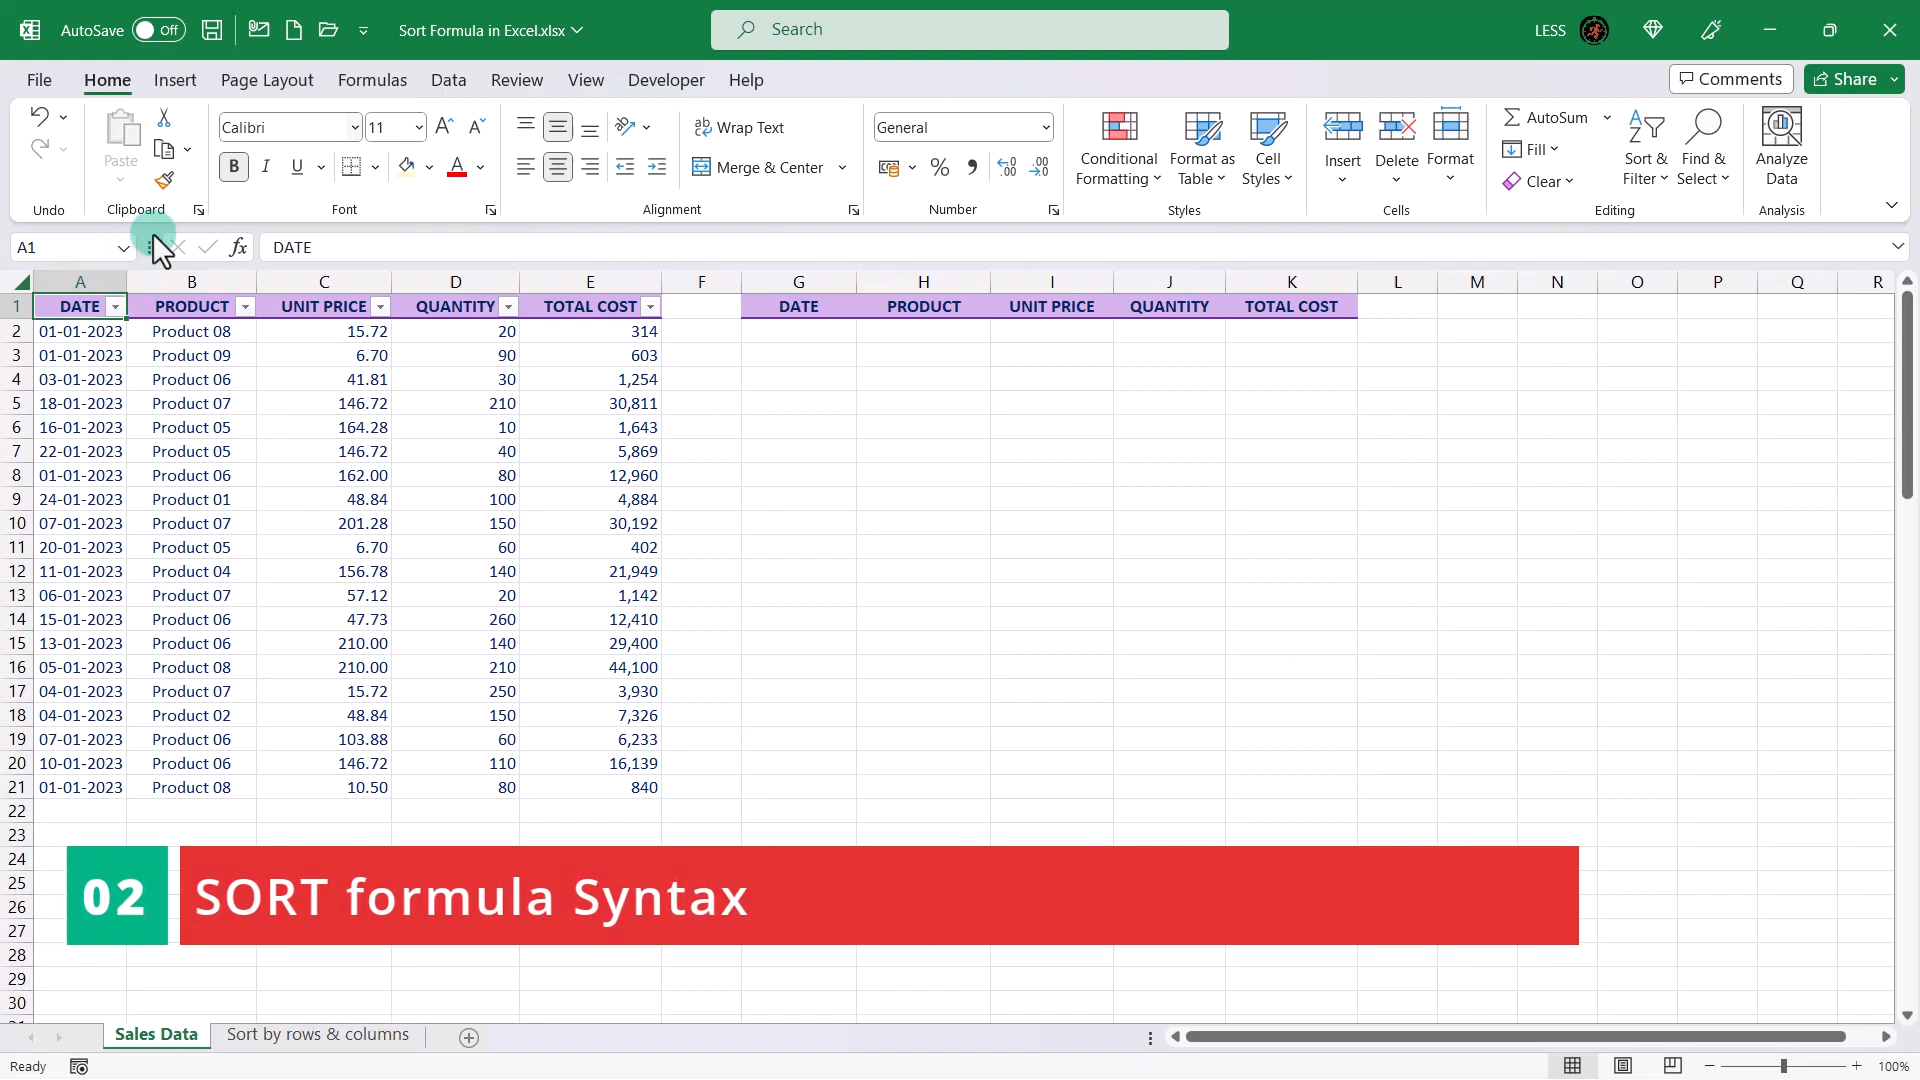 AutoSave Off Sort Formula in Excel.xlsx Search LESS
File Home Insert Page Layout Formulas Data Review View Developer Help Comments Share
Calibri 11 Wrap Text General AutoSum
Paste Merge & Center Conditional Formatting Format as Table Cell Styles Insert Delete Format Fill Sort & Filter Find & Select Analyze Data
Clear
Undo Clipboard Font Alignment Number Styles Cells Editing Analysis
A1 fx DATE
A B C D E F G H I J K L M N O P Q R
1 DATE PRODUCT UNIT PRICE QUANTITY TOTAL COST DATE PRODUCT UNIT PRICE QUANTITY TOTAL COST
2 01-01-2023 Product 08 15.72 20 314
3 01-01-2023 Product 09 6.70 90 603
4 03-01-2023 Product 06 41.81 30 1,254
5 18-01-2023 Product 07 146.72 210 30,811
6 16-01-2023 Product 05 164.28 10 1,643
7 22-01-2023 Product 05 146.72 40 5,869
8 01-01-2023 Product 06 162.00 80 12,960
9 24-01-2023 Product 01 48.84 100 4,884
10 07-01-2023 Product 07 201.28 150 30,192
11 20-01-2023 Product 05 6.70 60 402
12 11-01-2023 Product 04 156.78 140 21,949
13 06-01-2023 Product 07 57.12 20 1,142
14 15-01-2023 Product 06 47.73 260 12,410
15 13-01-2023 Product 06 210.00 140 29,400
16 05-01-2023 Product 08 210.00 210 44,100
17 04-01-2023 Product 07 15.72 250 3,930
18 04-01-2023 Product 02 48.84 150 7,326
19 07-01-2023 Product 06 103.88 60 6,233
20 10-01-2023 Product 06 146.72 110 16,139
21 01-01-2023 Product 08 10.50 80 840
22
23
24
25
02 SORT formula Syntax
26
27
28
29
30
Sales Data Sort by rows & columns
Ready 100%